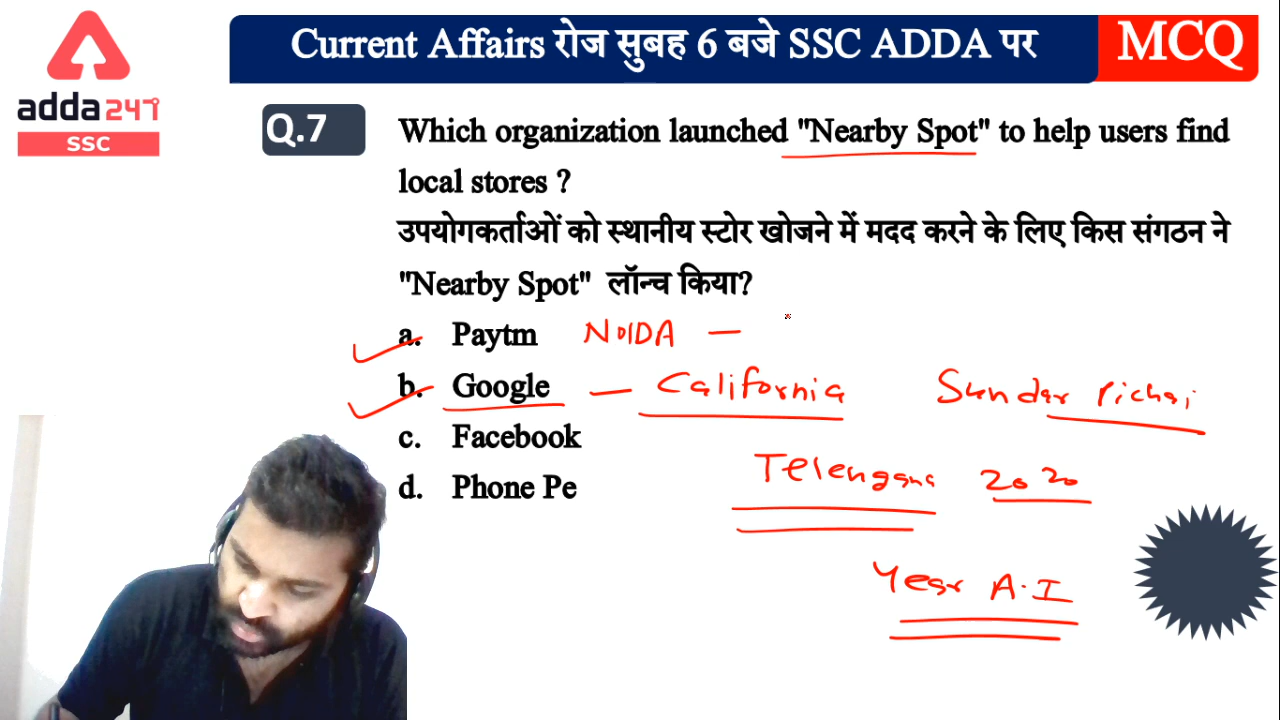 Current Affairs रोज सुबह 6 बजे SSC ADDA पर
MCQ
adda247
SSC
Q.7
Which organization launched "Nearby Spot" to help users find
local stores ?
उपयोगकर्ताओं को स्थानीय स्टोर खोजने में मदद करने के लिए किस संगठन ने
"Nearby Spot" लॉन्च किया?
a. Paytm NOIDA —
b. Google — California Sundar Pichai
c. Facebook
Telengana 2020
d. Phone Pe
Year A.I